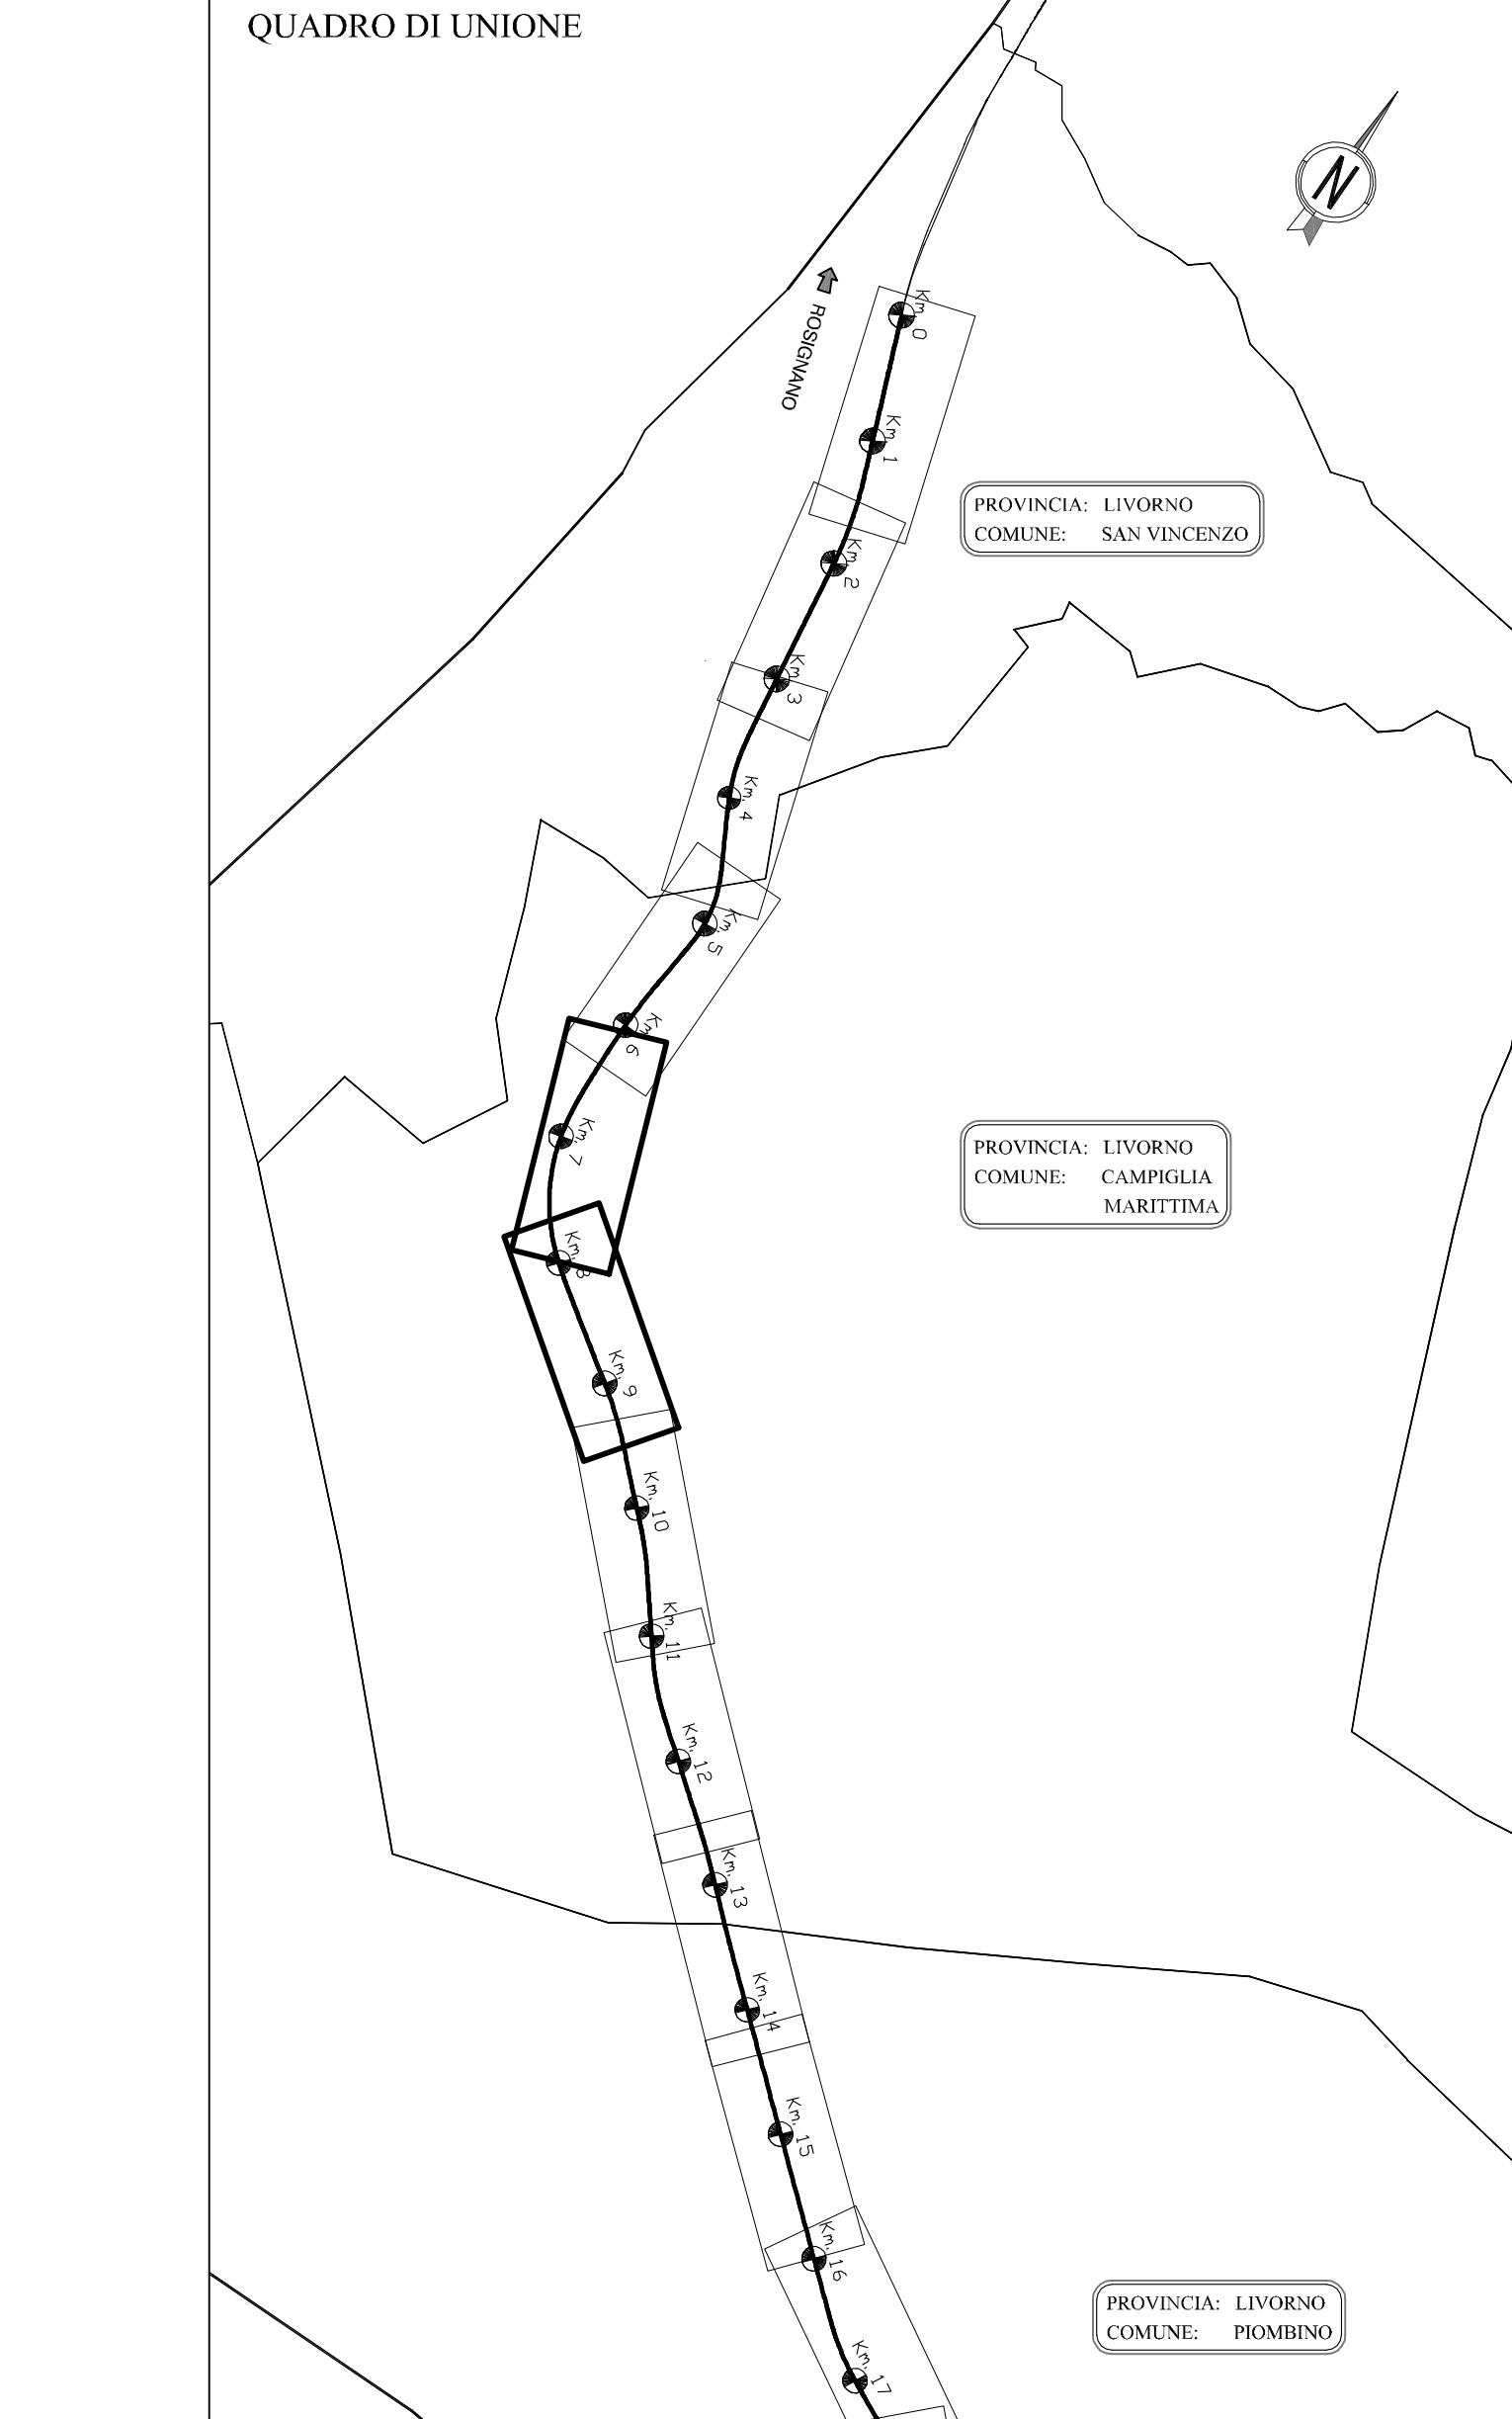 QUADRO DI UNIONE
N
ROSIGNANO
Km. 0
Km. 1
PROVINCIA: LIVORNO
COMUNE: SAN VINCENZO
Km. 2
Km. 3
Km. 4
Km. 5
Km. 6
Km. 7
PROVINCIA: LIVORNO
COMUNE: CAMPIGLIA
MARITTIMA
Km. 8
Km. 9
Km. 10
Km. 11
Km. 12
Km. 13
Km. 14
Km. 15
Km. 16
PROVINCIA: LIVORNO
COMUNE: PIOMBINO
Km. 17